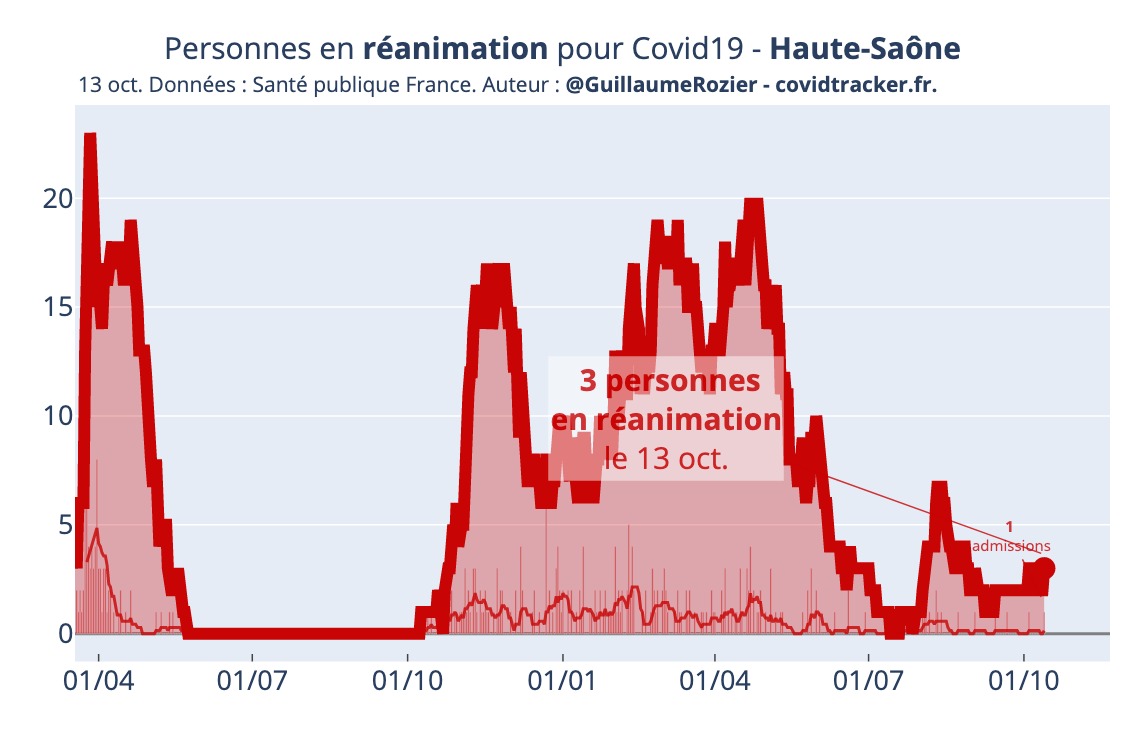 Personnes en réanimation pour Covid19 - Haute-Saône
13 oct. Données : Santé publique France. Auteur : @GuillaumeRozier - covidtracker.fr.
20
15
10
5
0
3 personnes
en réanimation
le 13 oct.
1
admissions
01/04
01/07
01/10
01/01
01/04
01/07
01/10